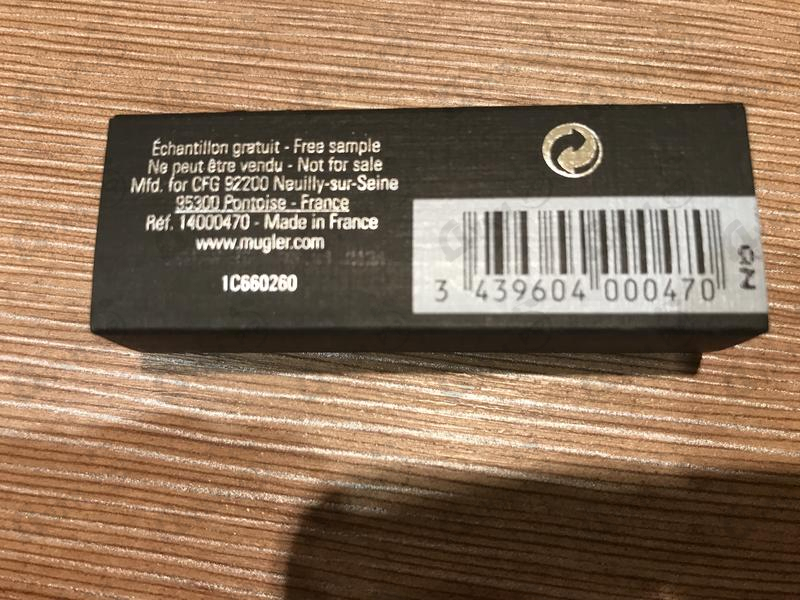 Échantillon gratuit - Free sample
Ne peut être vendu - Not for sale
Mfd. for CFG 92200 Neuilly-sur-Seine
95300 Pontoise - France
Réf. 14000470 - Made in France
www.mugler.com
1C660260
3 439604 000470